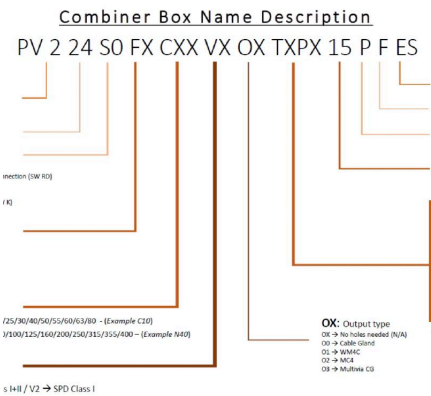 Combiner Box Name Description
PV 2 24 S0 FX CXX VX OX TXPX 15 P F ES
nnection (SW RD)
/ K)
/25/30/40/50/55/60/63/80 - (Example C10)
)/100/125/160/200/250/315/355/400 – (Example N40)
s I+II / V2 → SPD Class I
OX: Output type
OX → No holes needed (N/A)
O0 → Cable Gland
O1 → WM4C
O2 → MC4
O3 → Multivia CG